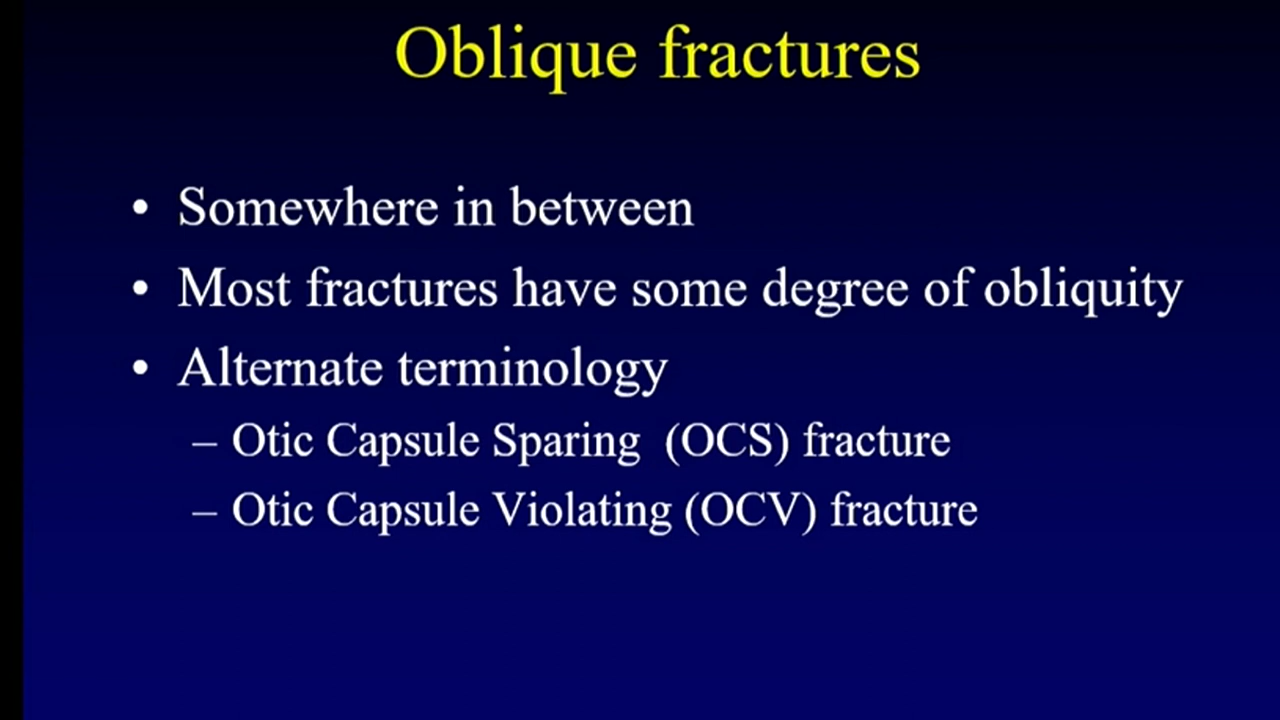 Oblique fractures
• Somewhere in between
• Most fractures have some degree of obliquity
• Alternate terminology
– Otic Capsule Sparing (OCS) fracture
– Otic Capsule Violating (OCV) fracture